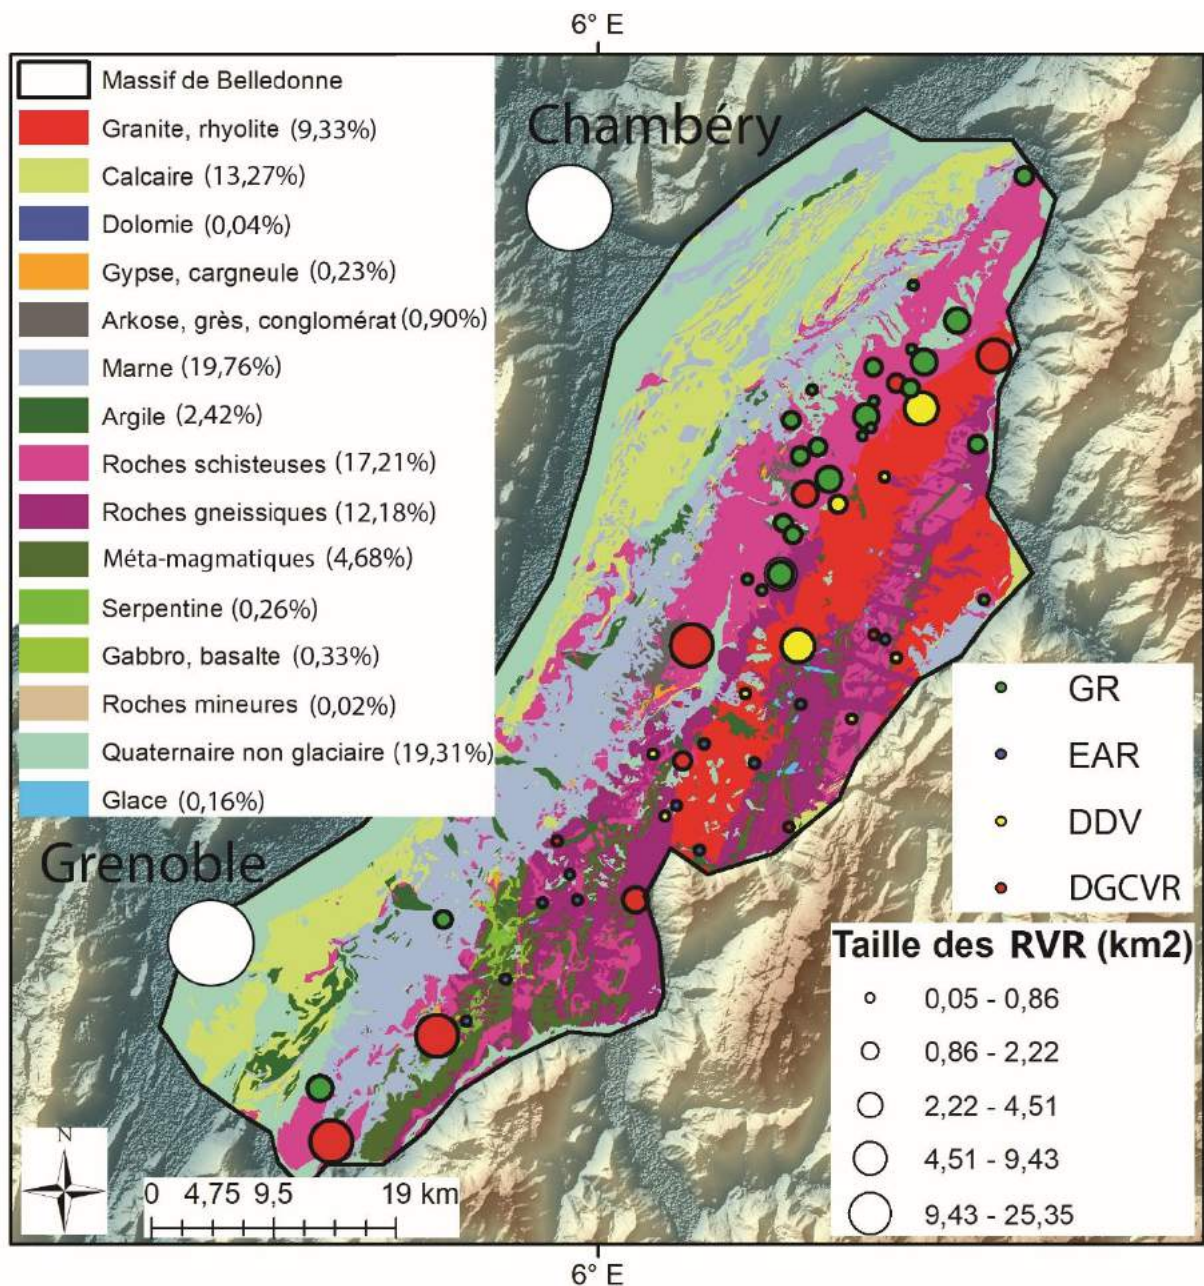 6° E
Massif de Belledonne
Granite, rhyolite (9,33%)
Calcaire (13,27%)
Dolomie (0,04%)
Gypse, cargneule (0,23%)
Arkose, grès, conglomérat (0,90%)
Marne (19,76%)
Argile (2,42%)
Roches schisteuses (17,21%)
Roches gneissiques (12,18%)
Méta-magmatiques (4,68%)
Serpentine (0,26%)
Gabbro, basalte (0,33%)
Roches mineures (0,02%)
Quaternaire non glaciaire (19,31%)
Glace (0,16%)
Chambéry
Grenoble
GR
EAR
DDV
DGCVR
Taille des RVR (km2)
0,05 - 0,86
0,86 - 2,22
2,22 - 4,51
4,51 - 9,43
9,43 - 25,35
N
0 4,75 9,5 19 km
6° E